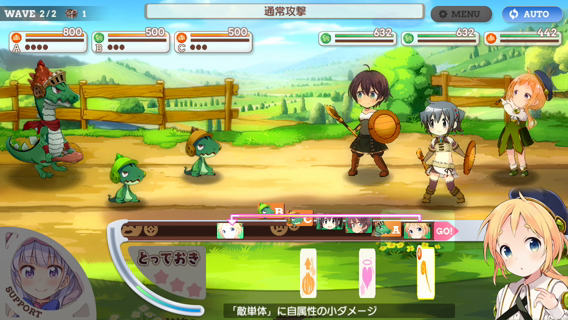 WAVE 2/2 1
通常攻撃
MENU
AUTO
800
500
500
632
632
442
A
B
C
B
C
A
GO!
とっておき
SUPPORT
「敵単体」に自属性の小ダメージ